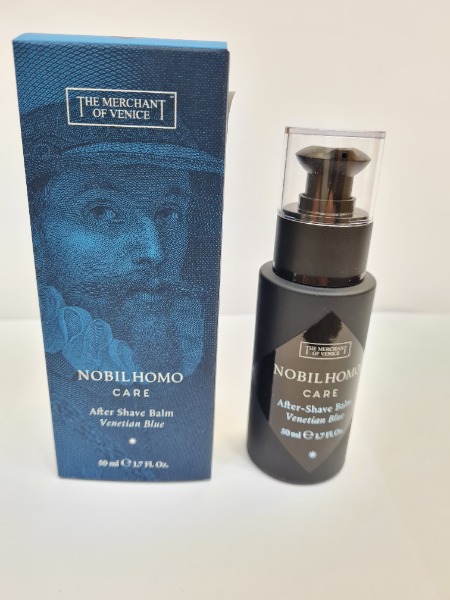 THE MERCHANT
OF VENICE
NOBILHOMO
CARE
After Shave Balm
Venetian Blue
50 ml ℮ 1.7 Fl. Oz.
THE MERCHANT
OF VENICE
NOBILHOMO
CARE
After-Shave Balm
Venetian Blue
50 ml ℮ 1.7 Fl. Oz.